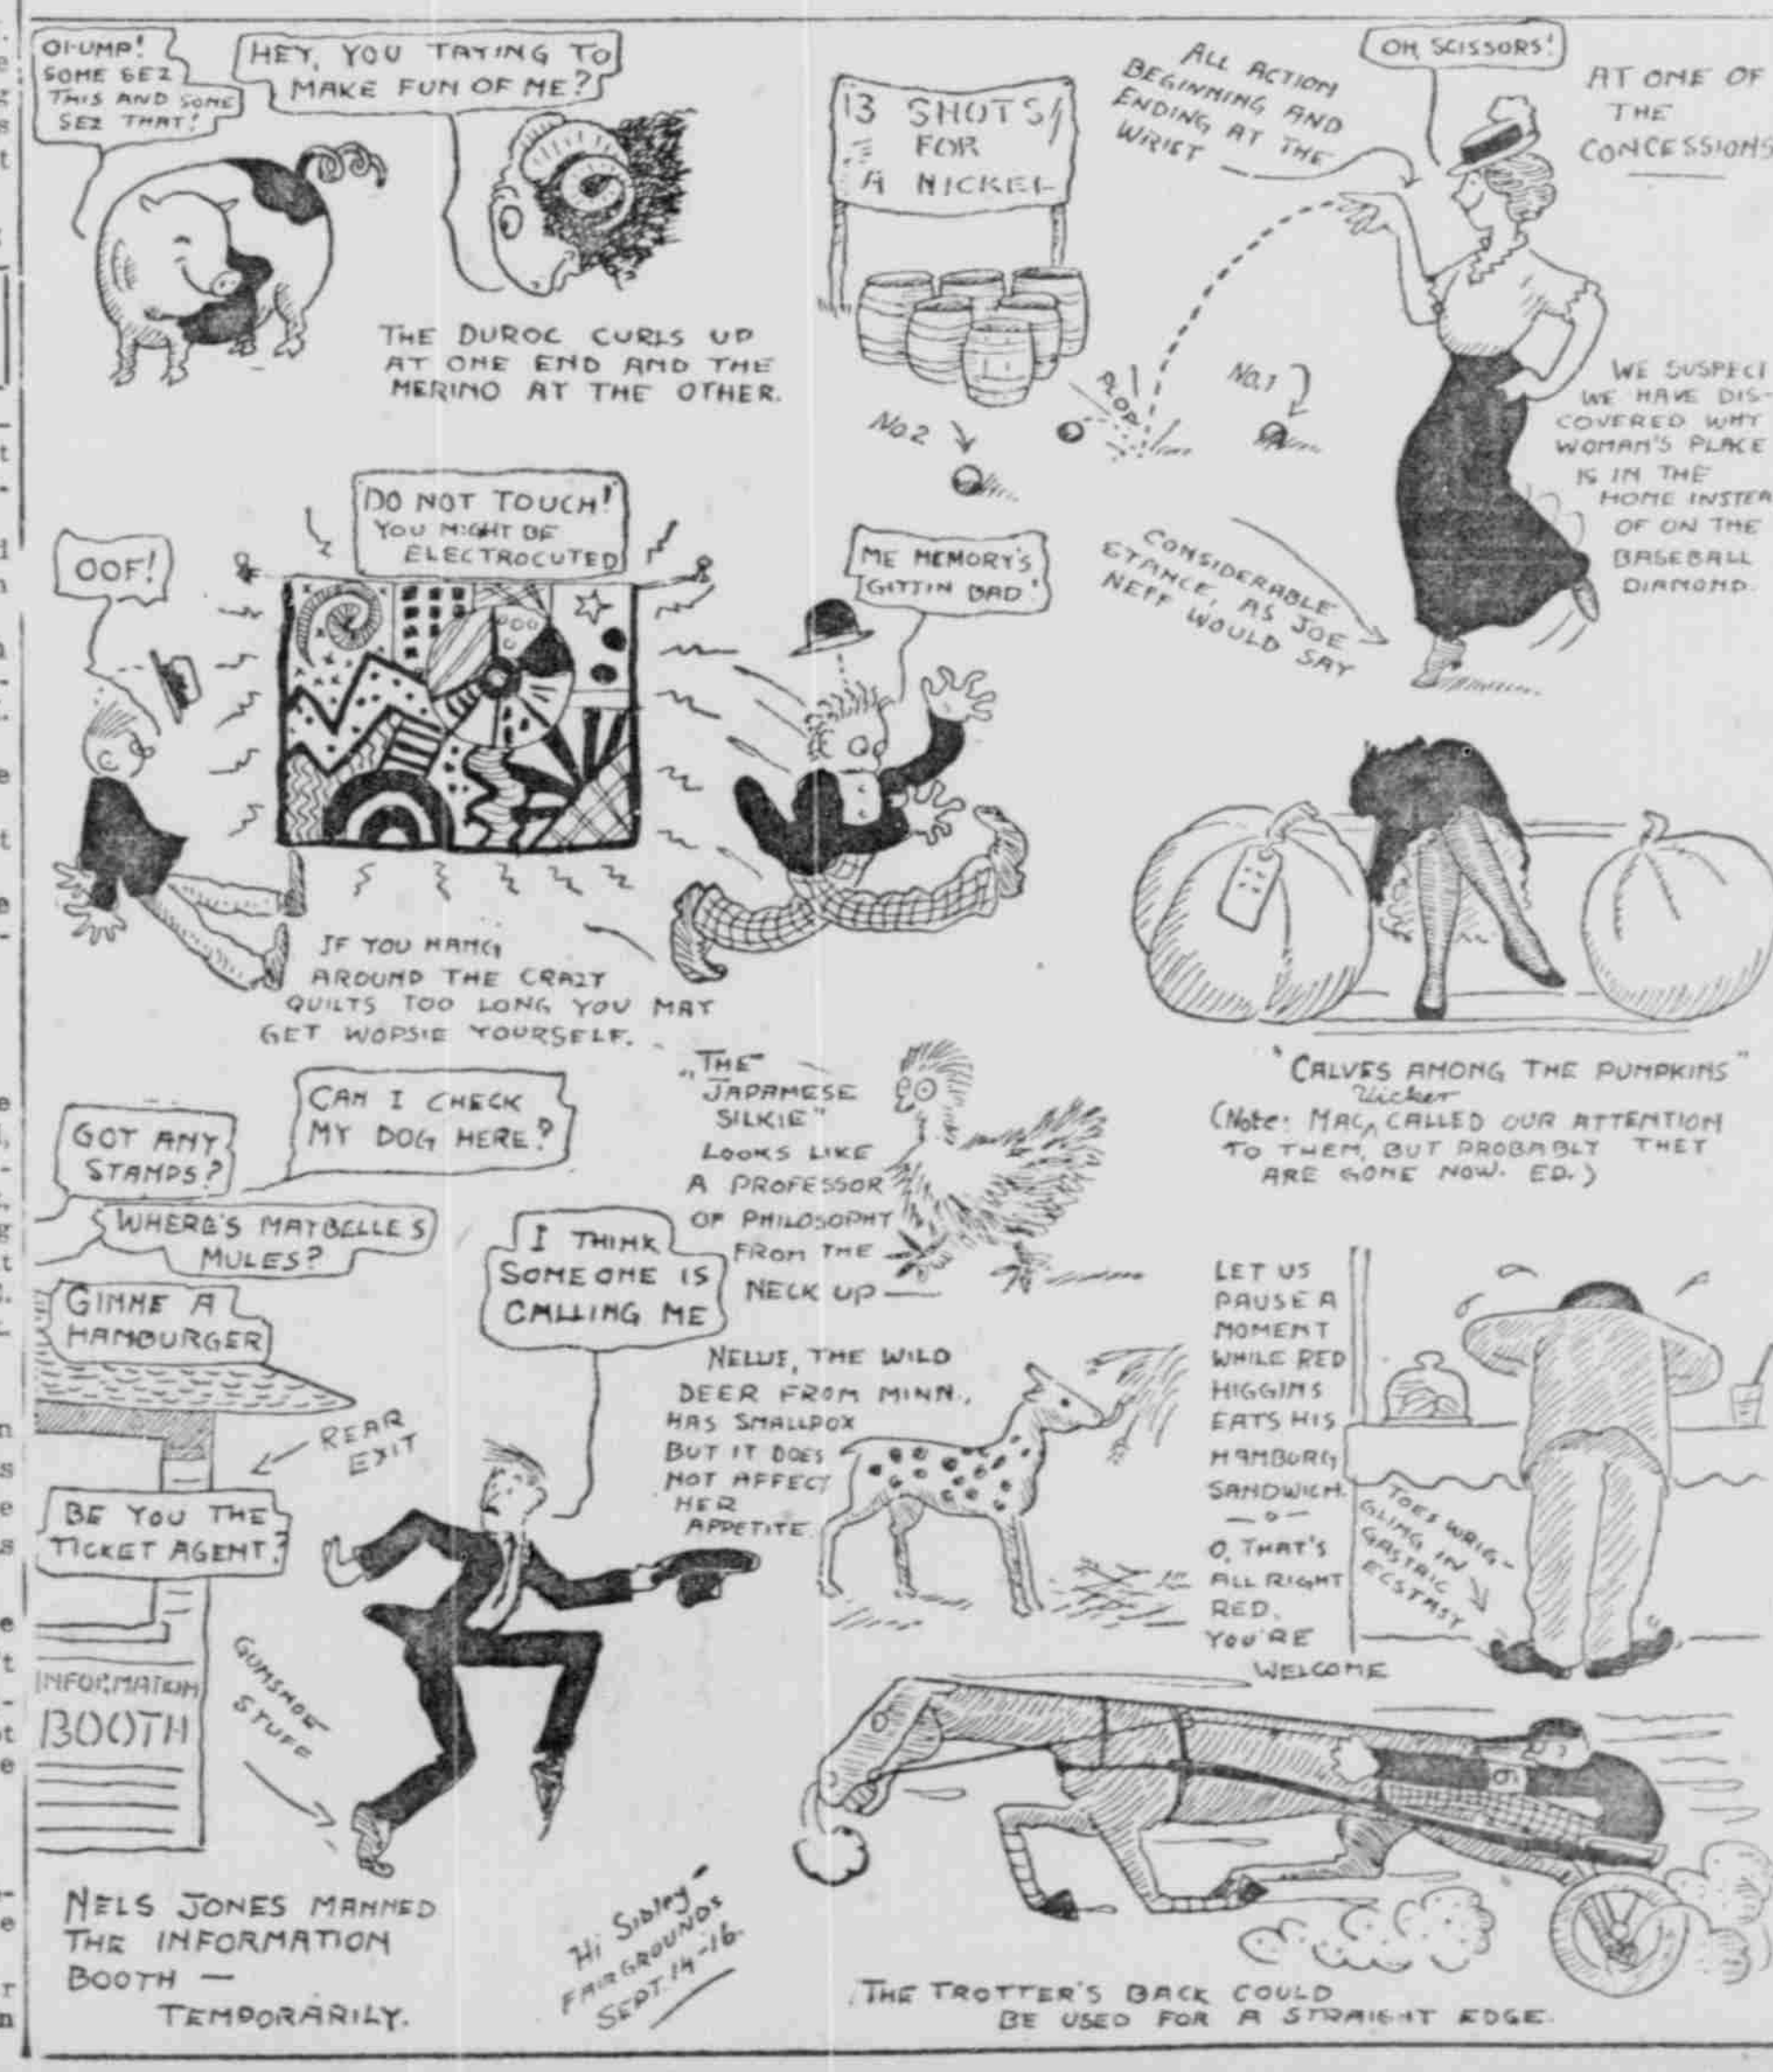 OI-UMP!
SOME SEZ
THIS AND SOME
SEZ THAT!
HEY, YOU TRYING TO
MAKE FUN OF ME?
THE DUROC CURLS UP
AT ONE END AND THE
MERINO AT THE OTHER.
13 SHOTS
FOR
A NICKEL
ALL ACTION
BEGINNING AND
ENDING AT THE
WRIST
OH, SCISSORS!
AT ONE OF
THE
CONCESSIONS
PLOP!
NO.1
NO 2
WE SUSPECT
WE HAVE DIS-
COVERED WHY
WOMAN'S PLACE
IS IN THE
HOME INSTEA
OF ON THE
BASEBALL
DIAMOND.
CONSIDERABLE
STANCE, AS JOE
NEFF WOULD SAY
OOF!
DO NOT TOUCH!
YOU MIGHT BE
ELECTROCUTED
ME MEMORY'S
GITTIN BAD!
IF YOU HANG
AROUND THE CRAZY
QUILTS TOO LONG YOU MAY
GET WOPSIE YOURSELF.
"CALVES AMONG THE PUMPKINS"
Uicker
(Note: MAC, CALLED OUR ATTENTION
TO THEM, BUT PROBABLY THEY
ARE GONE NOW. ED.)
"THE
JAPANESE
SILKIE"
LOOKS LIKE
A PROFESSOR
OF PHILOSOPHY
FROM THE
NECK UP —
GOT ANY
STAMPS?
CAN I CHECK
MY DOG HERE?
WHERE'S MAYBELLE'S
MULES?
GIMME A
HAMBURGER
I THINK
SOMEONE IS
CALLING ME
REAR
EXIT
BE YOU THE
TICKET AGENT?
INFORMATION
BOOTH
GUMSHOE
STUFF
NELS JONES MANNED
THE INFORMATION
BOOTH —
TEMPORARILY.
NELLIE, THE WILD
DEER FROM MINN.,
HAS SMALLPOX
BUT IT DOES
NOT AFFECT
HER
APPETITE.
LET US
PAUSE A
MOMENT
WHILE RED
HIGGINS
EATS HIS
HAMBURG
SANDWICH.
—o—
O, THAT'S
ALL RIGHT
RED.
YOU'RE
WELCOME
TOES WRIG-
GLING IN
GASTRIC
ECSTASY
6
Hi Sibley—
FAIRGROUNDS
SEPT. 14-16.
THE TROTTER'S BACK COULD
BE USED FOR A STRAIGHT EDGE.